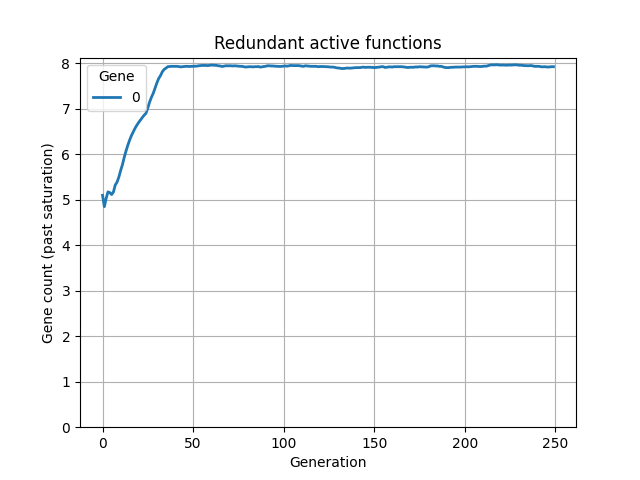 Redundant active functions
Gene count (past saturation)
8
7
6
5
4
3
2
1
0
Gene
0
0 50 100 150 200 250
Generation